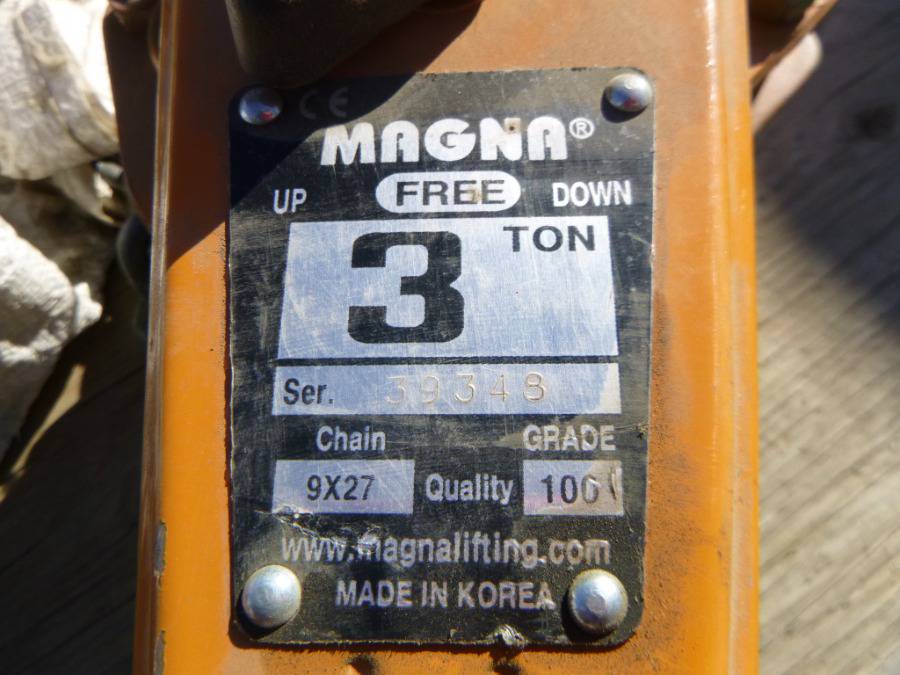 CE
MAGNA®
UP FREE DOWN
3 TON
Ser. 39348
Chain GRADE
9X27 Quality 100
www.magnalifting.com
MADE IN KOREA